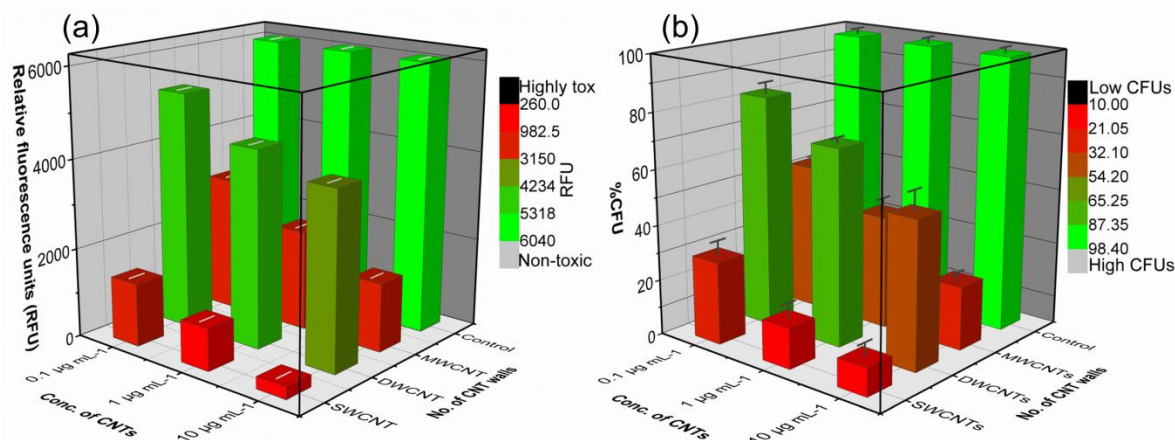 (a)
Relative fluorescence units (RFU)
6000
4000
2000
0
0.1 µg mL-1
1 µg mL-1
10 µg mL-1
Conc. of CNTs
SWCNT
DWCNT
MWCNT
Control
No. of CNT walls
Highly tox
260.0
982.5
3150
4234
5318
6040
Non-toxic
RFU
(b)
%CFU
100
80
60
40
20
0
0.1 µg mL-1
1 µg mL-1
10 µg mL-1
Conc. of CNTs
SWCNTs
DWCNTs
MWCNTs
Control
No. of CNT walls
Low CFUs
10.00
21.05
32.10
54.20
65.25
87.35
98.40
High CFUs